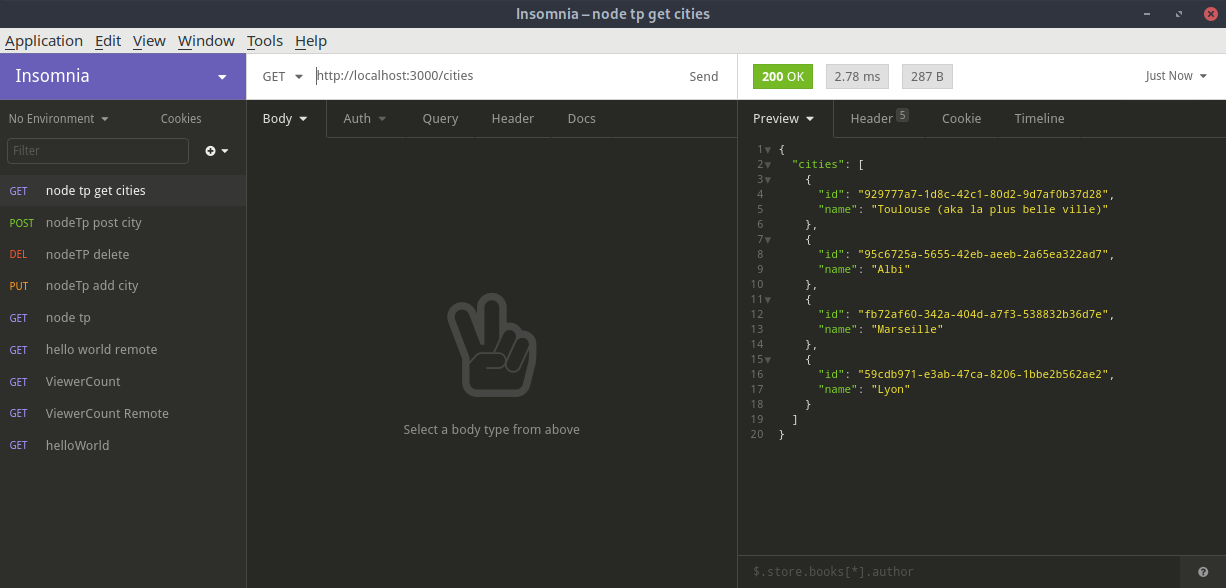 Insomnia – node tp get cities
Application Edit View Window Tools Help
Insomnia
GET http://localhost:3000/cities Send
200 OK 2.78 ms 287 B Just Now
No Environment Cookies
Body Auth Query Header Docs
Preview Header 5 Cookie Timeline
Filter
GET node tp get cities
POST nodeTp post city
DEL nodeTP delete
PUT nodeTp add city
GET node tp
GET hello world remote
GET ViewerCount
GET ViewerCount Remote
GET helloWorld
Select a body type from above
1 {
2 "cities": [
3 {
4 "id": "929777a7-1d8c-42c1-80d2-9d7af0b37d28",
5 "name": "Toulouse (aka la plus belle ville)"
6 },
7 {
8 "id": "95c6725a-5655-42eb-aeeb-2a65ea322ad7",
9 "name": "Albi"
10 },
11 {
12 "id": "fb72af60-342a-404d-a7f3-538832b36d7e",
13 "name": "Marseille"
14 },
15 {
16 "id": "59cdb971-e3ab-47ca-8206-1bbe2b562ae2",
17 "name": "Lyon"
18 }
19 ]
20 }
$.store.books[*].author